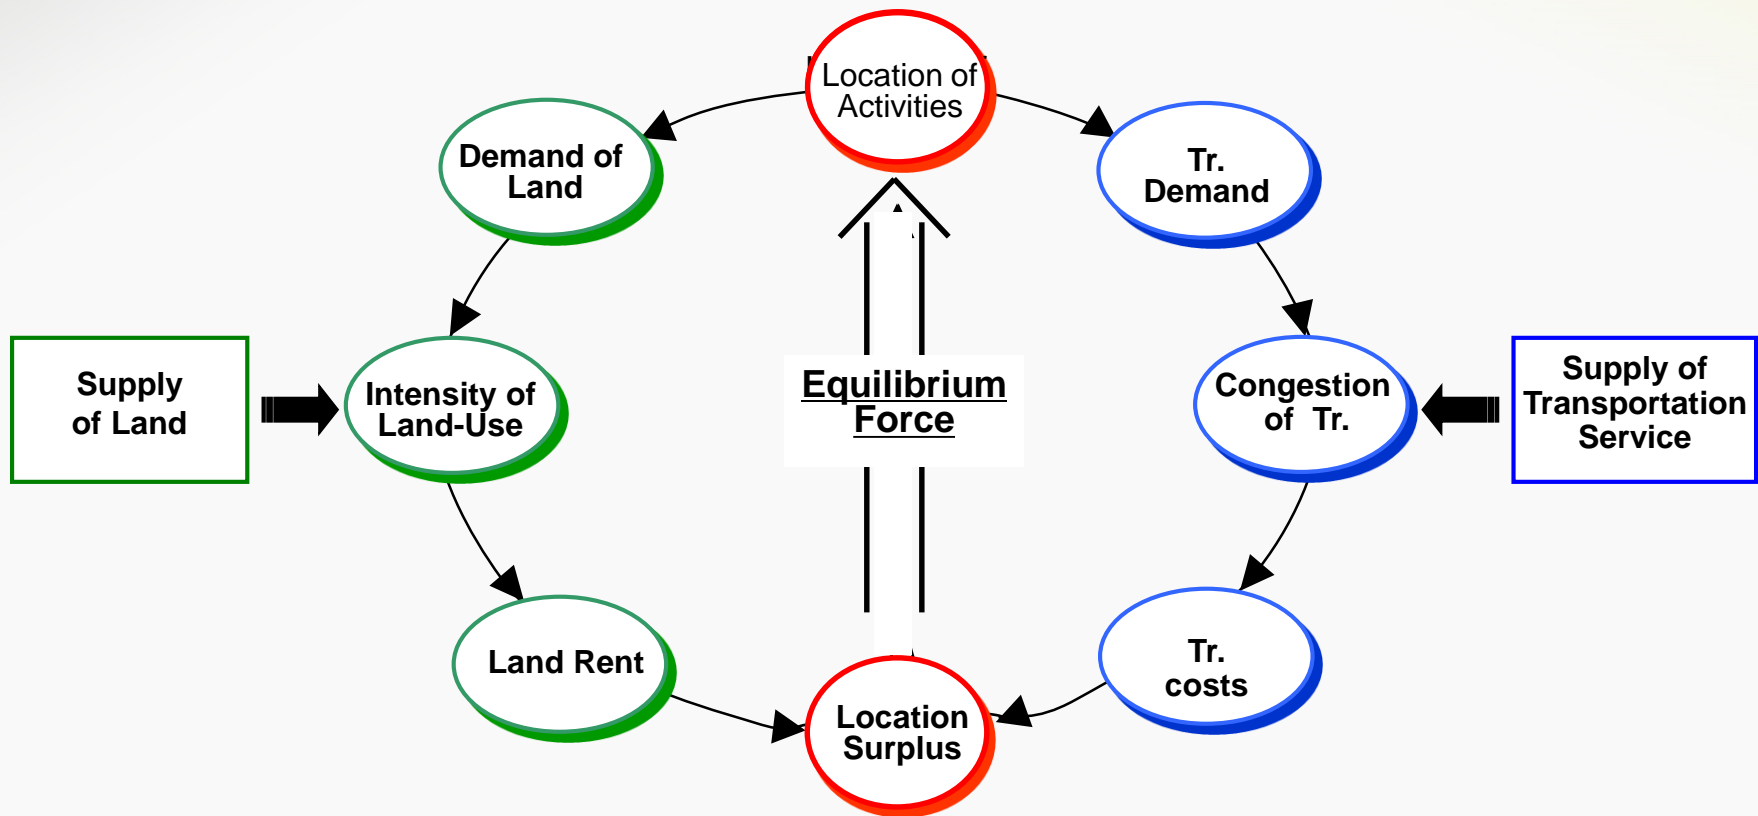 Location of
Activities
Demand of
Land
Tr.
Demand
Supply
of Land
Intensity of
Land-Use
Equilibrium
Force
Congestion
of Tr.
Supply of
Transportation
Service
Land Rent
Tr.
costs
Location
Surplus